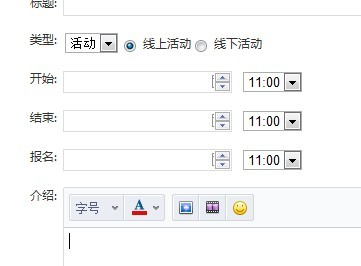 标题:
类型: 活动 线上活动 线下活动
开始: 11:00
结束: 11:00
报名: 11:00
介绍:
字号 A